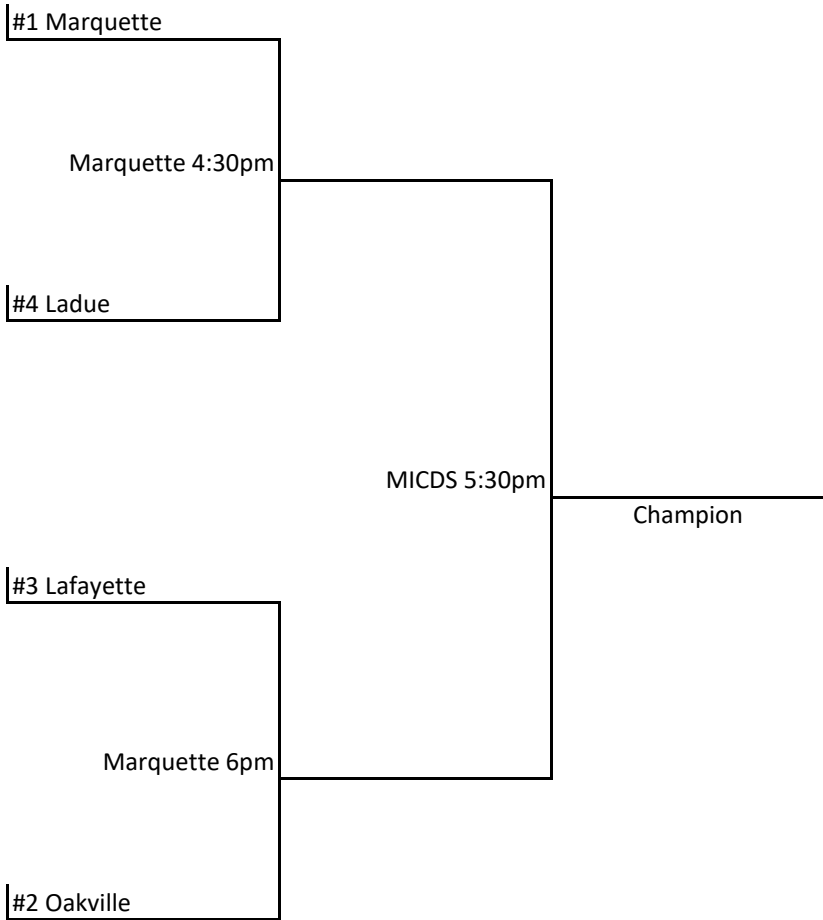 #1 Marquette
Marquette 4:30pm
#4 Ladue
MICDS 5:30pm
Champion
#3 Lafayette
Marquette 6pm
#2 Oakville